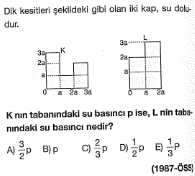 Dik kesitleri şekildeki gibi olan iki kap, su dolu-
dur.
L
3a K 3a
2a
a a
0 a 2a 3a 0 a 2a
K nın tabanındaki su basıncı p ise, L nin taba-
nındaki su basıncı nedir?
A) 3/2 p B) p C) 2/3 p D) 1/2 p E) 1/3 p
(1987-ÖSS)